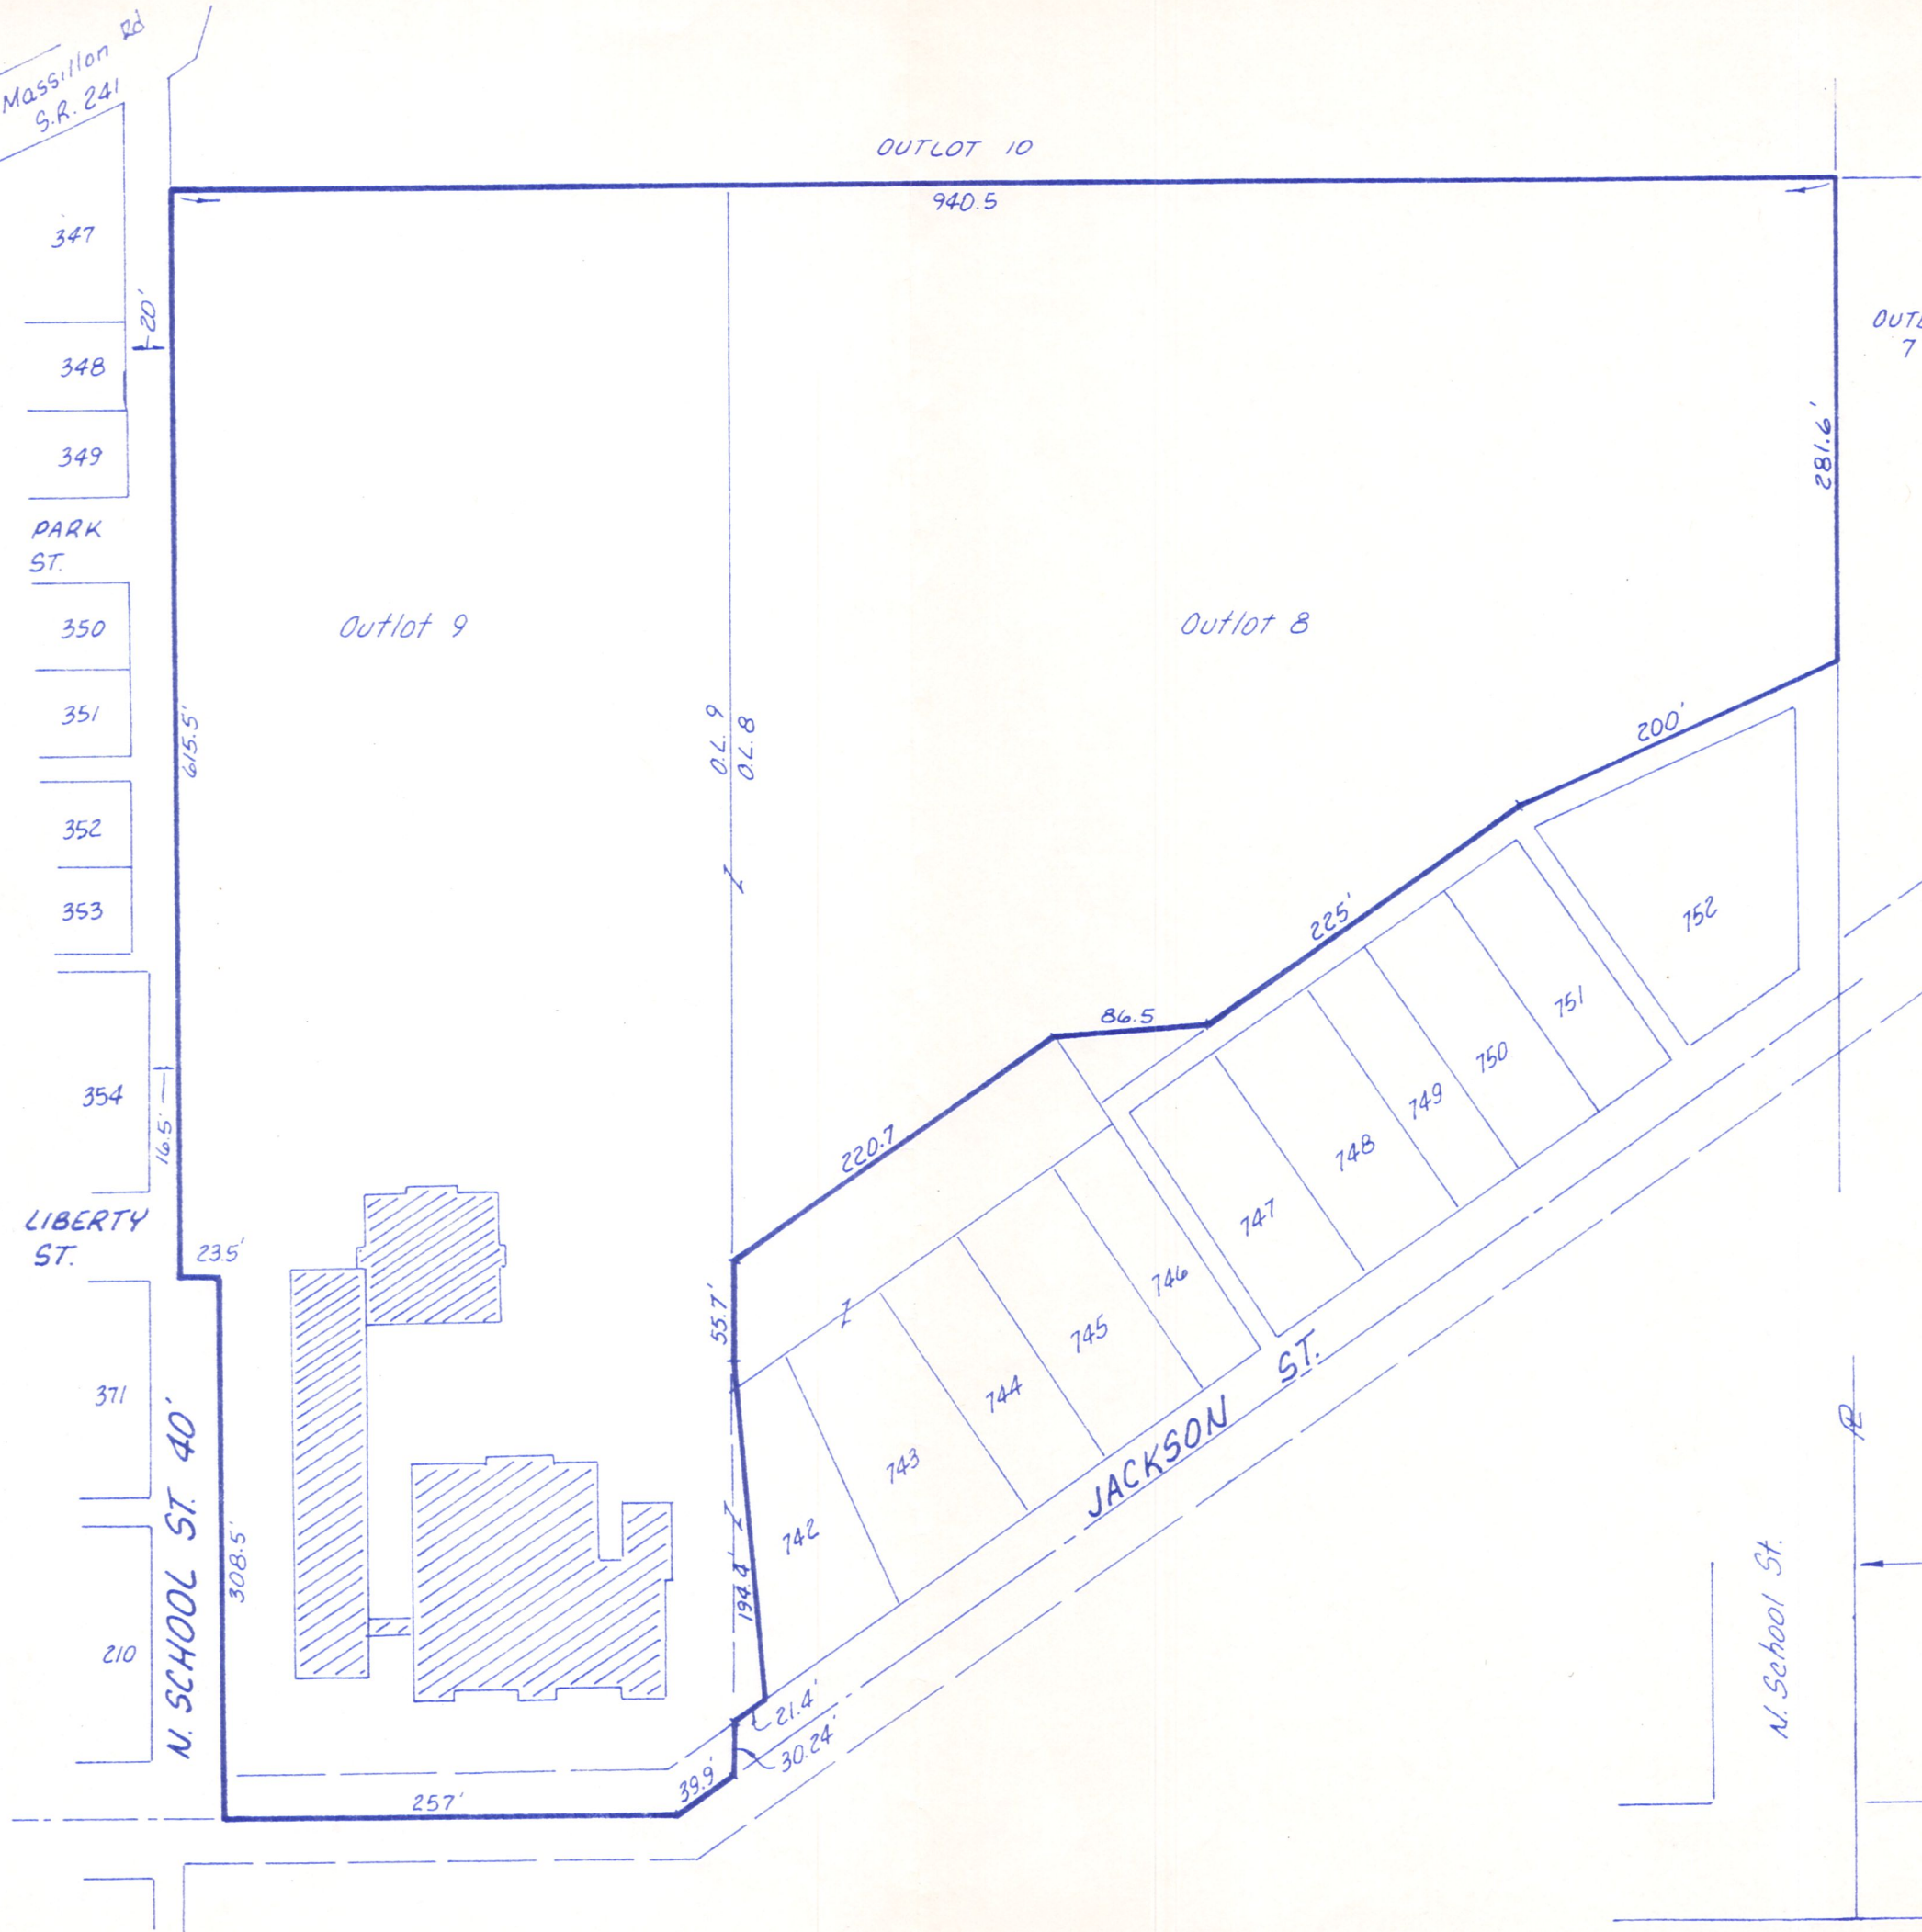 Massillon Rd
S.R. 241
OUTLOT 10
940.5
347
20'
348
349
OUTL
7
281.6'
PARK
ST.
350
Outlot 9
Outlot 8
351
615.5'
O.L. 9
O.L. 8
200'
352
353
225'
752
86.5
751
750
749
748
747
354
16.5'
220.7
LIBERTY
ST.
23.5'
55.7'
746
745
744
743
742
371
JACKSON ST.
N. SCHOOL ST. 40'
308.5'
194.4'
210
21.4'
30.24'
39.9'
257'
N. School St.